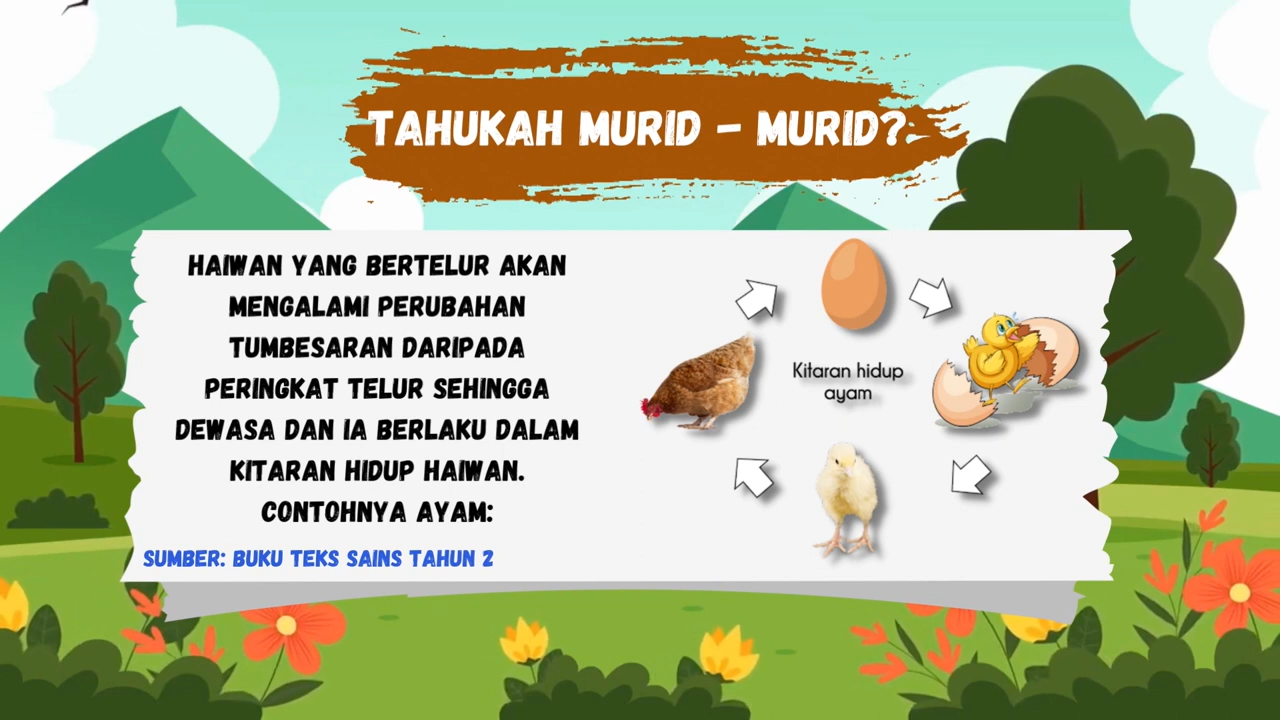 TAHUKAH MURID - MURID?
HAIWAN YANG BERTELUR AKAN
MENGALAMI PERUBAHAN
TUMBESARAN DARIPADA
PERINGKAT TELUR SEHINGGA
DEWASA DAN IA BERLAKU DALAM
KITARAN HIDUP HAIWAN.
CONTOHNYA AYAM:
SUMBER: BUKU TEKS SAINS TAHUN 2
Kitaran hidup
ayam